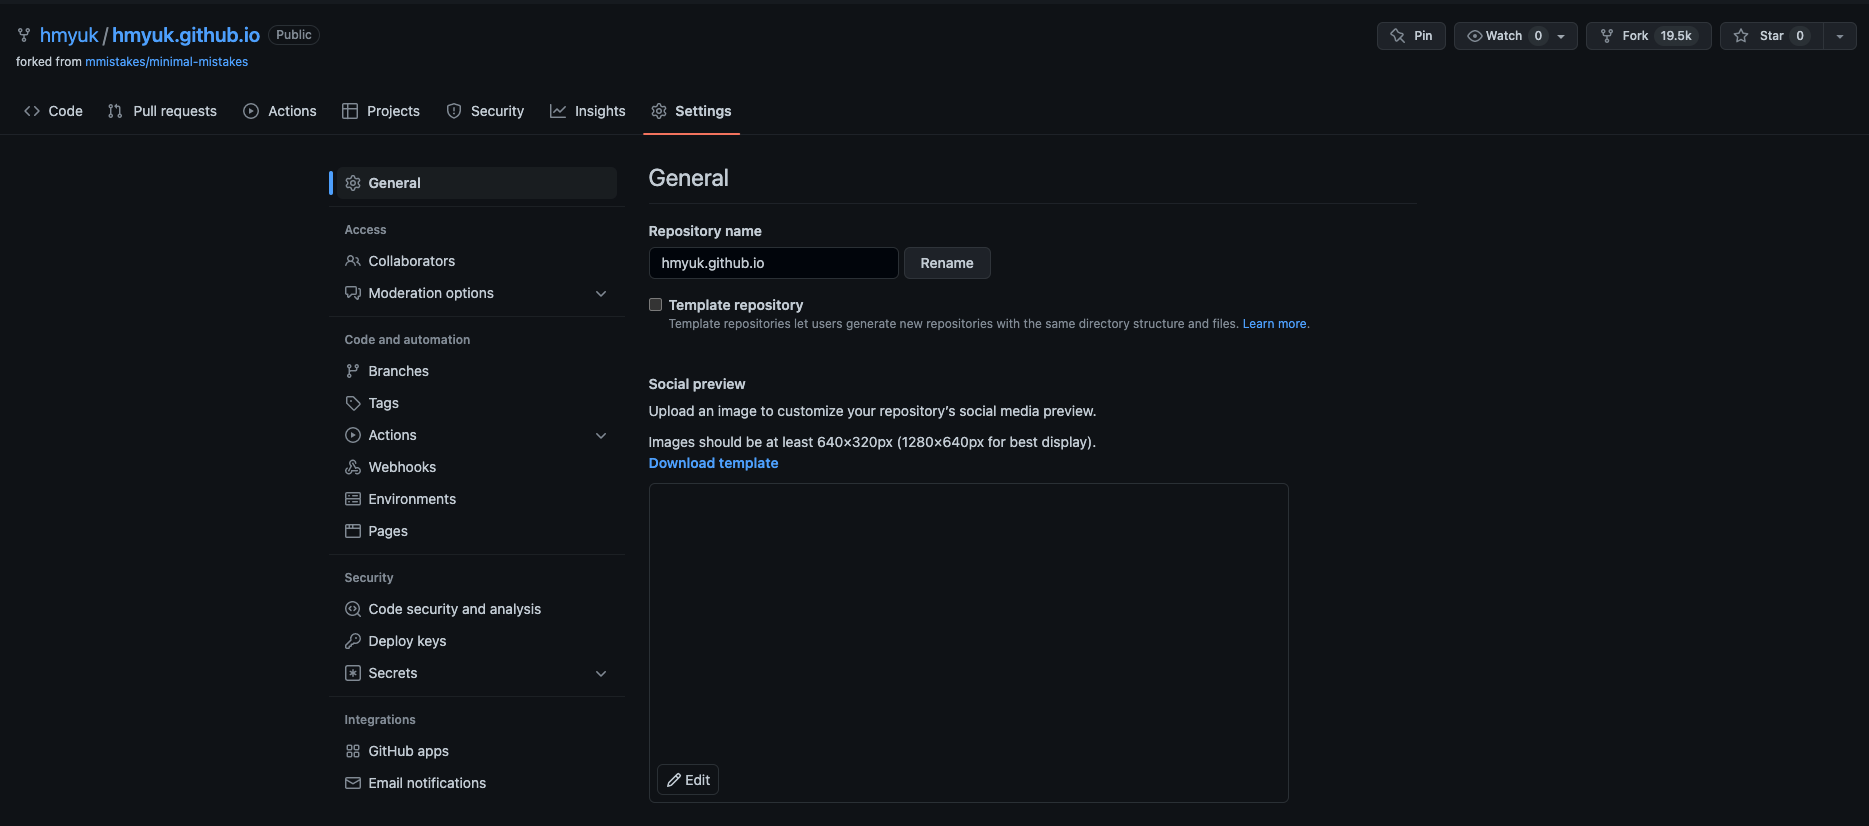 hmyuk / hmyuk.github.io Public
Pin
Watch 0
Fork 19.5k
Star 0
forked from mmistakes/minimal-mistakes
Code
Pull requests
Actions
Projects
Security
Insights
Settings
General
Access
Collaborators
Moderation options
Code and automation
Branches
Tags
Actions
Webhooks
Environments
Pages
Security
Code security and analysis
Deploy keys
Secrets
Integrations
GitHub apps
Email notifications
General
Repository name
hmyuk.github.io
Rename
Template repository
Template repositories let users generate new repositories with the same directory structure and files. Learn more.
Social preview
Upload an image to customize your repository's social media preview.
Images should be at least 640×320px (1280×640px for best display).
Download template
Edit